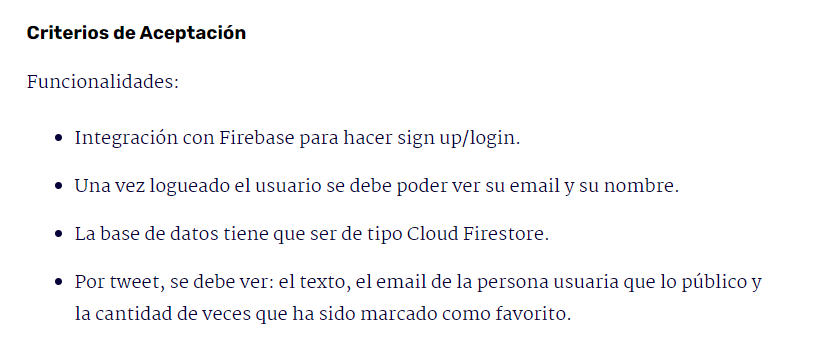 Criterios de Aceptación
Funcionalidades:
• Integración con Firebase para hacer sign up/login.
• Una vez logueado el usuario se debe poder ver su email y su nombre.
• La base de datos tiene que ser de tipo Cloud Firestore.
• Por tweet, se debe ver: el texto, el email de la persona usuaria que lo público y
la cantidad de veces que ha sido marcado como favorito.